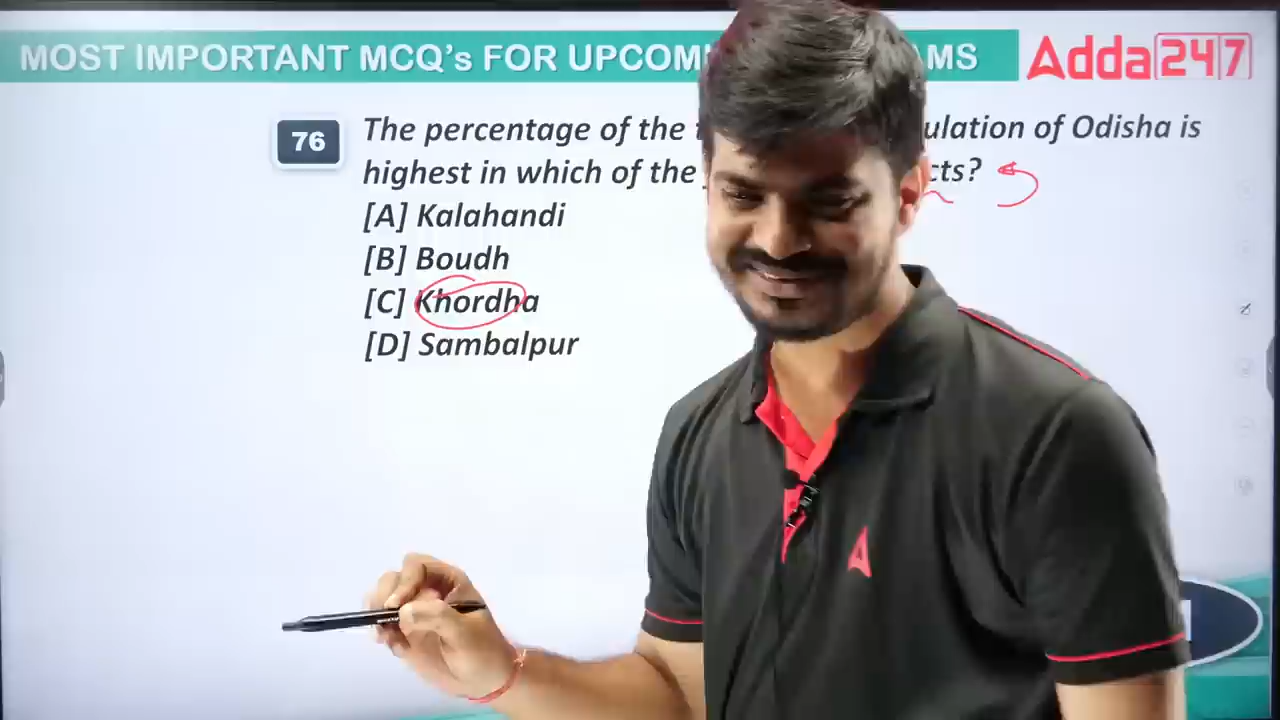 MOST IMPORTANT MCQ's FOR UPCOM AMS
Adda247
76
The percentage of the ulation of Odisha is
highest in which of the cts?
[A] Kalahandi
[B] Boudh
[C] Khordha
[D] Sambalpur